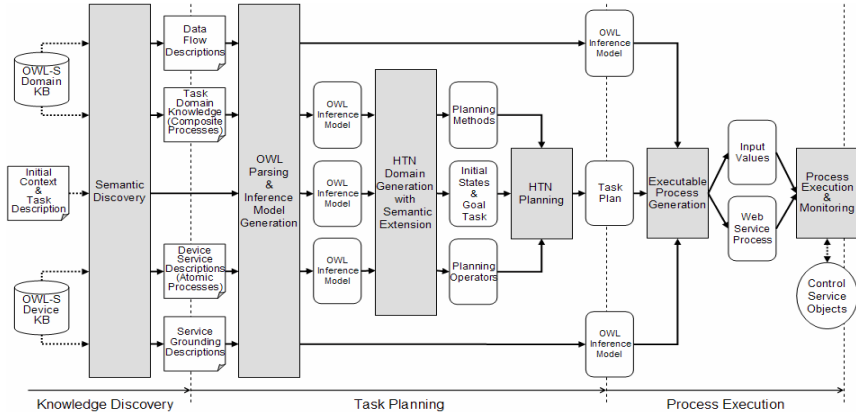 OWL-S
Domain
KB
Initial
Context
&
Task
Description
OWL-S
Device
KB
Semantic
Discovery
Data
Flow
Descriptions
Task
Domain
Knowledge
(Composite
Processes)
Device
Service
Descriptions
(Atomic
Processes)
Service
Grounding
Descriptions
OWL
Parsing
&
Inference
Model
Generation
OWL
Inference
Model
OWL
Inference
Model
OWL
Inference
Model
HTN
Domain
Generation
with
Semantic
Extension
Planning
Methods
Initial
States
& Goal
Task
Planning
Operators
HTN
Planning
OWL
Inference
Model
Task
Plan
OWL
Inference
Model
Executable
Process
Generation
Input
Values
Web
Service
Process
Process
Execution
&
Monitoring
Control
Service
Objects
Knowledge Discovery
Task Planning
Process Execution